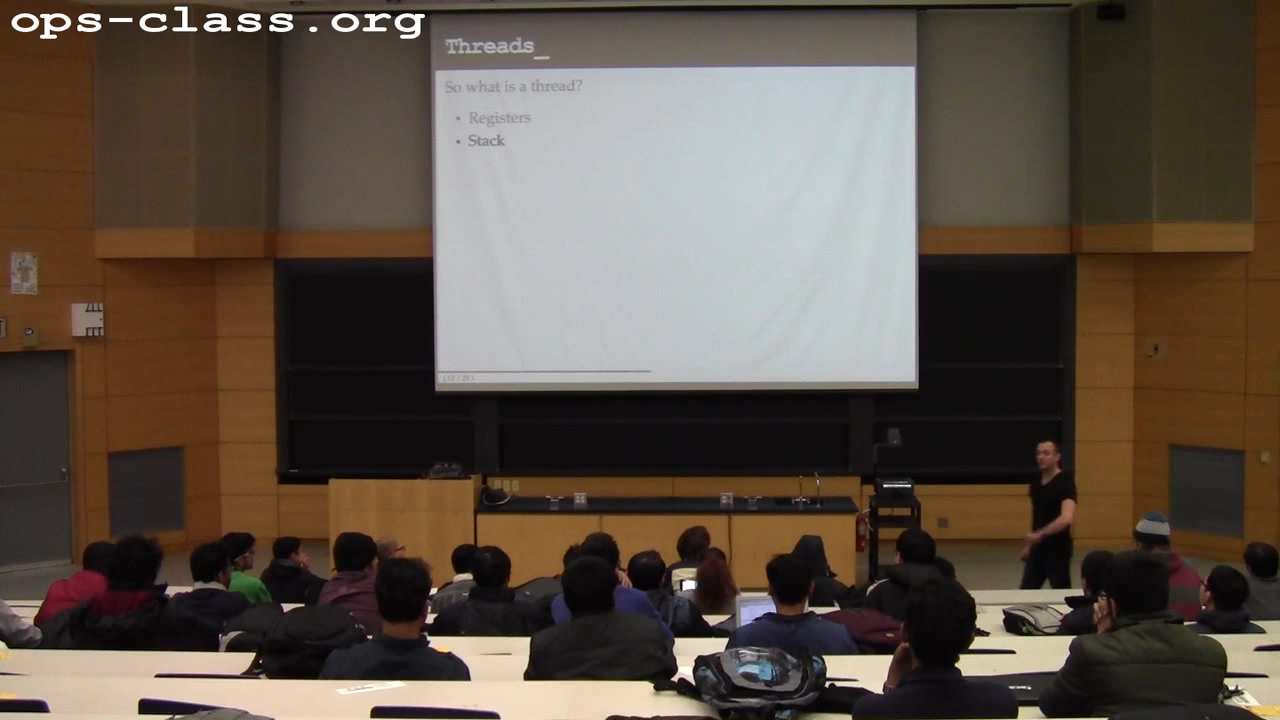 ops-class.org
Threads_
So what is a thread?
• Registers
• Stack